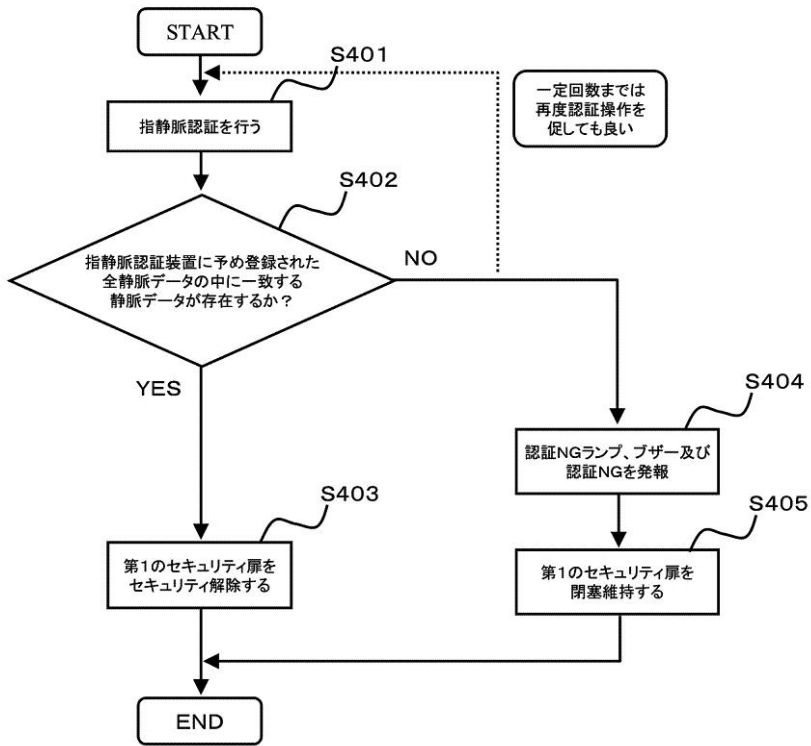 START
S401
一定回数までは
再度認証操作を
促しても良い
指静脈認証を行う
S402
指静脈認証装置に予め登録された
全静脈データの中に一致する
静脈データが存在するか？
NO
YES
S404
認証NGランプ、ブザー及び
認証NGを発報
S403
S405
第１のセキュリティ扉を
セキュリティ解除する
第１のセキュリティ扉を
閉塞維持する
END